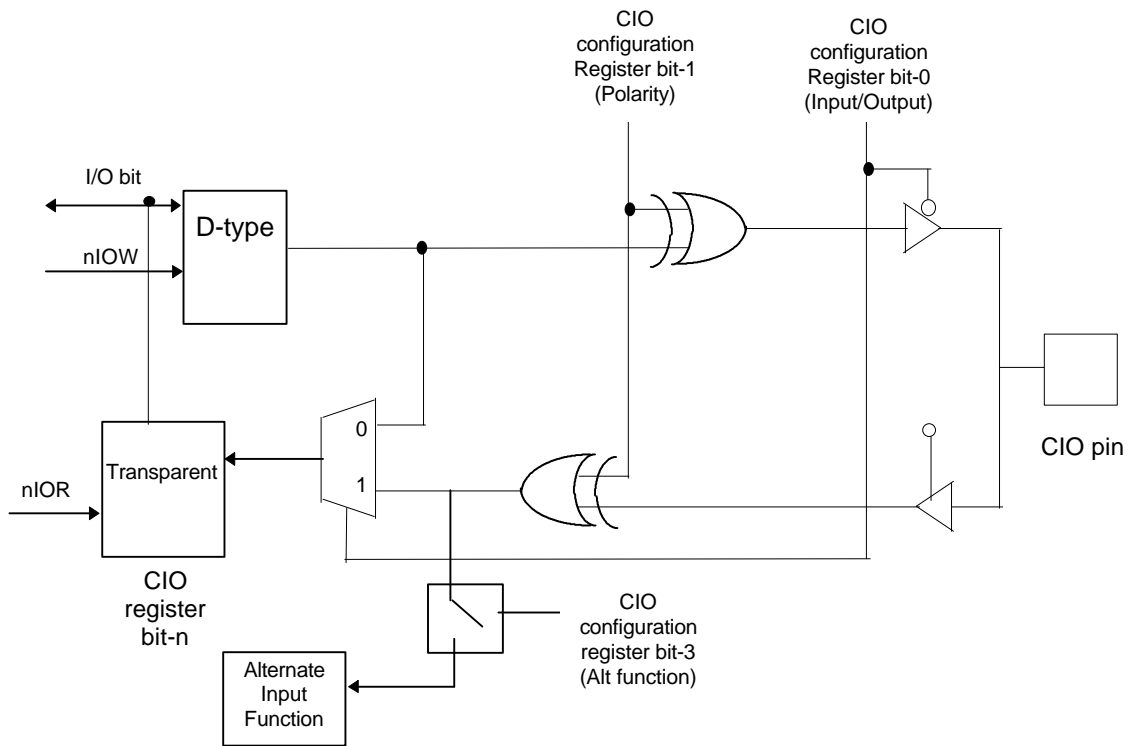 CIO
configuration
Register bit-1
(Polarity)
CIO
configuration
Register bit-0
(Input/Output)
I/O bit
D-type
nIOW
0
1
Transparent
nIOR
CIO pin
CIO
register
bit-n
CIO
configuration
register bit-3
(Alt function)
Alternate
Input
Function